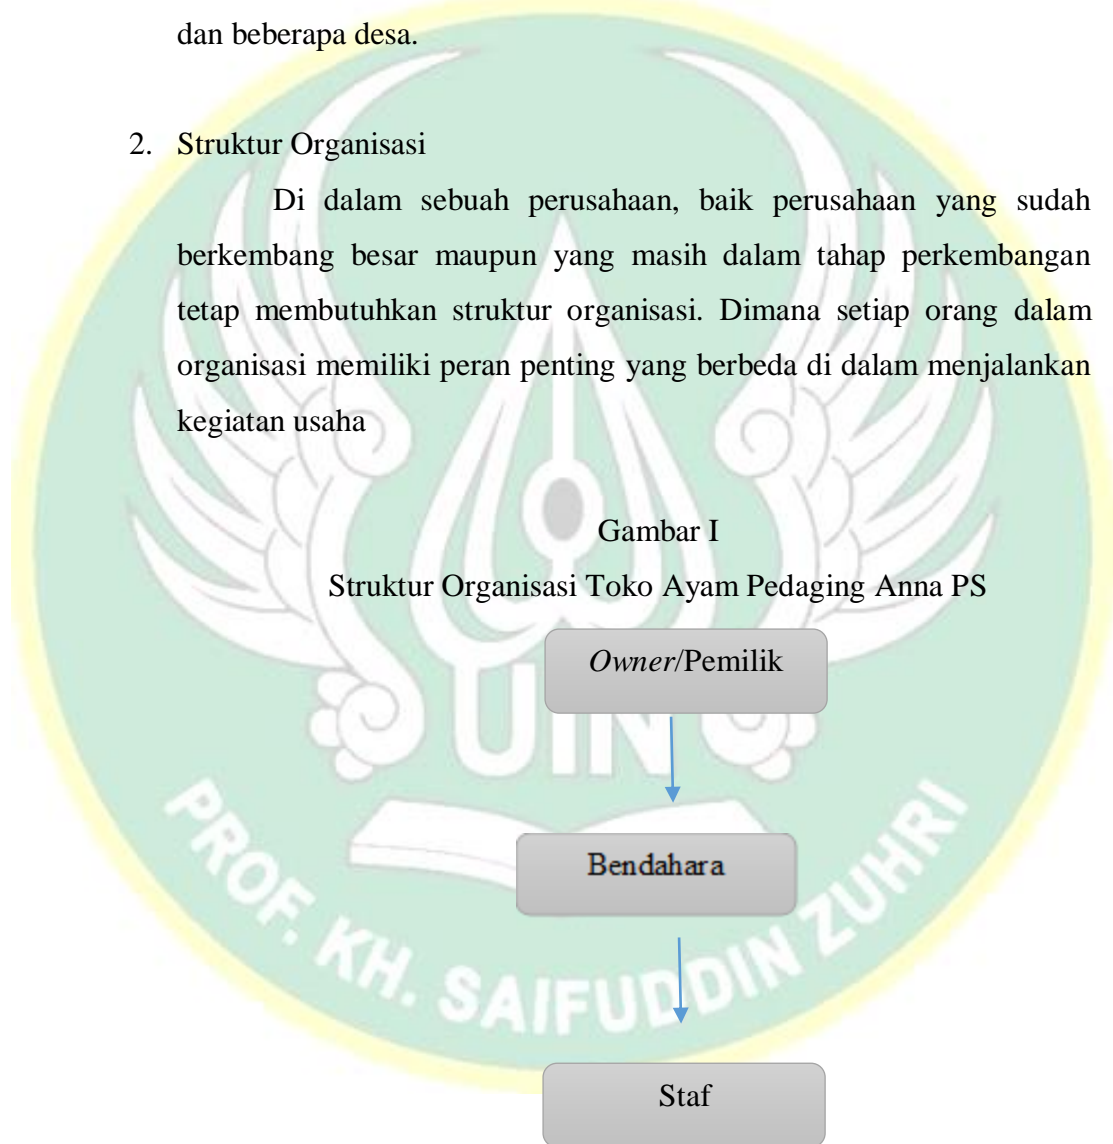 dan beberapa desa.
2. Struktur Organisasi
Di dalam sebuah perusahaan, baik perusahaan yang sudah
berkembang besar maupun yang masih dalam tahap perkembangan
tetap membutuhkan struktur organisasi. Dimana setiap orang dalam
organisasi memiliki peran penting yang berbeda di dalam menjalankan
kegiatan usaha
Gambar I
Struktur Organisasi Toko Ayam Pedaging Anna PS
Owner/Pemilik
UIN
Bendahara
PROF. KH. SAIFUDDIN ZUHRI
Staf